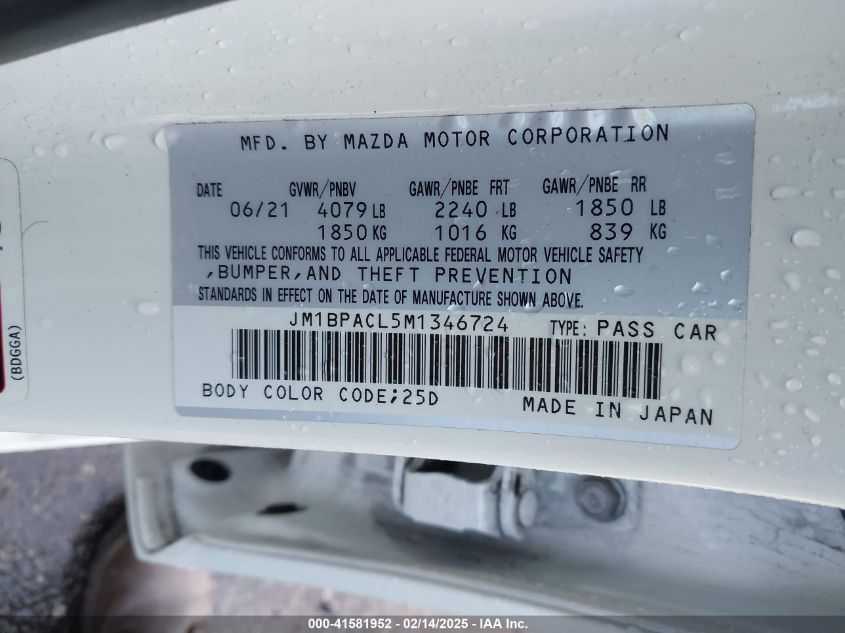 MFD. BY MAZDA MOTOR CORPORATION
DATE GVWR/PNBV GAWR/PNBE FRT GAWR/PNBE RR
06/21 4079 LB 2240 LB 1850 LB
1850 KG 1016 KG 839 KG
THIS VEHICLE CONFORMS TO ALL APPLICABLE FEDERAL MOTOR VEHICLE SAFETY
,BUMPER,AND THEFT PREVENTION
STANDARDS IN EFFECT ON THE DATE OF MANUFACTURE SHOWN ABOVE.
JM1BPACL5M1346724 TYPE: PASS CAR
BODY COLOR CODE;25D MADE IN JAPAN
(BDGGA)
000-41581952 - 02/14/2025 - IAA Inc.